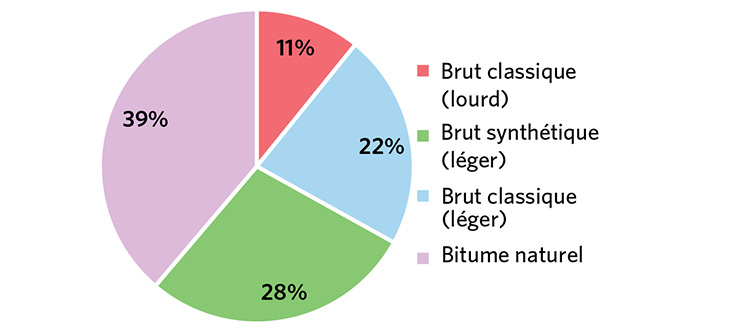 11%
39%
22%
28%
Brut classique
(lourd)
Brut synthétique
(léger)
Brut classique
(léger)
Bitume naturel